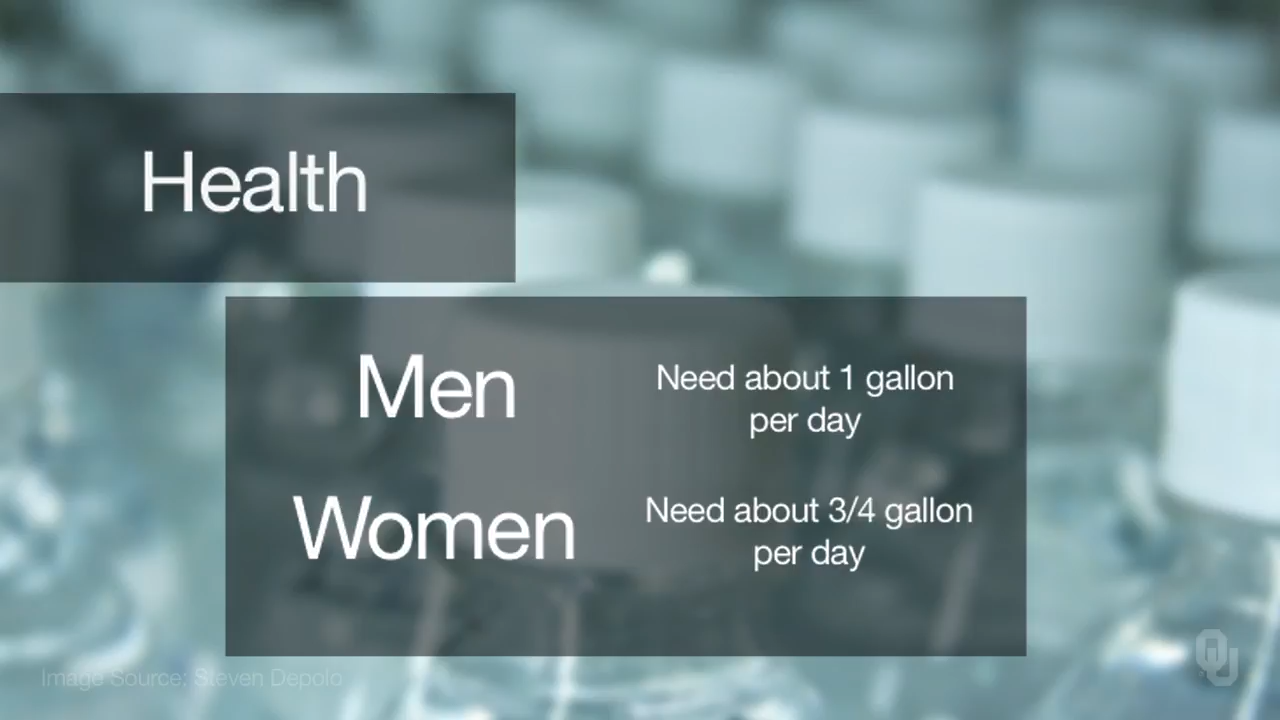 Health
Men
Need about 1 gallon
per day
Women
Need about 3/4 gallon
per day
Image Source: Steven Depolo
OU